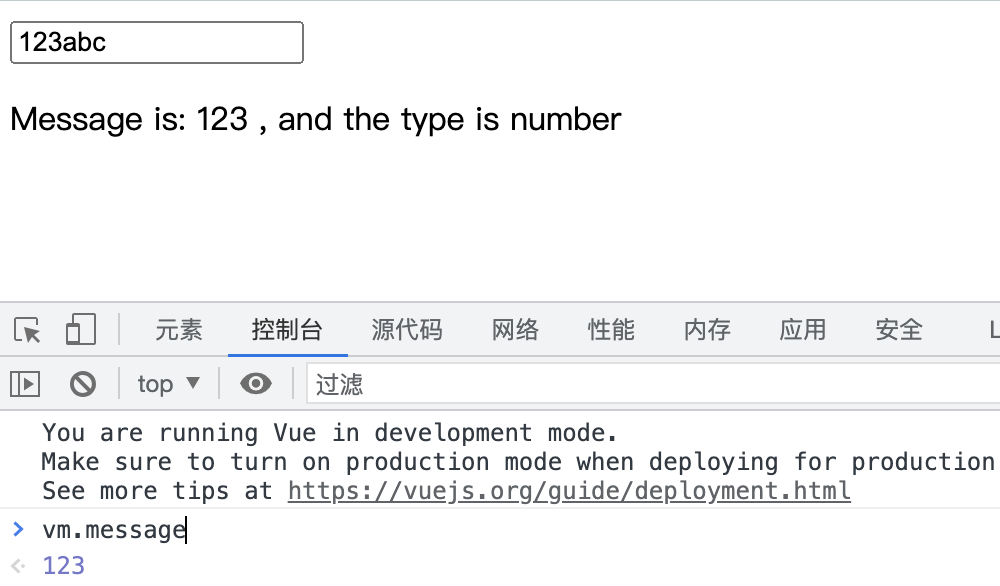 123abc
Message is: 123 , and the type is number
元素 控制台 源代码 网络 性能 内存 应用 安全 L
top ▼ 过滤
You are running Vue in development mode.
Make sure to turn on production mode when deploying for production
See more tips at https://vuejs.org/guide/deployment.html
> vm.message
123